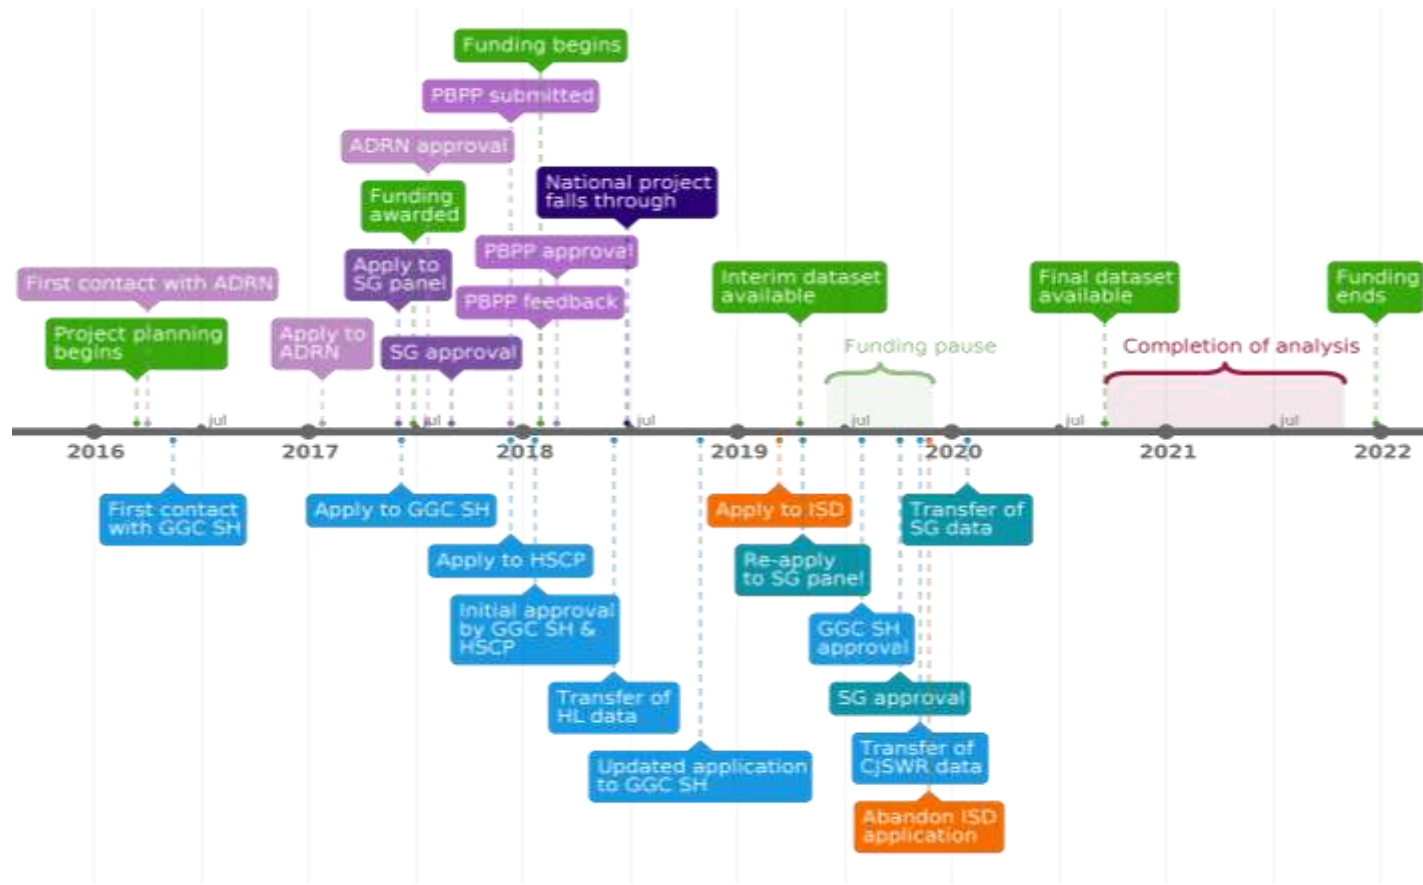 Funding begins
PBPP submitted
ADRN approval
National project
falls through
Funding
awarded
PBPP approval
Apply to
SG panel
First contact with ADRN
Interim dataset
available
Final dataset
available
Funding
ends
PBPP feedback
Project planning
begins
Apply to
ADRN
SG approval
Funding pause
Completion of analysis
jul
jul
jul
jul
jul
jul
2016
2017
2018
2019
2020
2021
2022
First contact
with GGC SH
Apply to GGC SH
Apply to ISD
Transfer of
SG data
Apply to HSCP
Re-apply
to SG panel
Initial approval
by GGC SH &
HSCP
GGC SH
approval
Transfer of
HL data
SG approval
Updated application
to GGC SH
Transfer of
CJSWR data
Abandon ISD
application